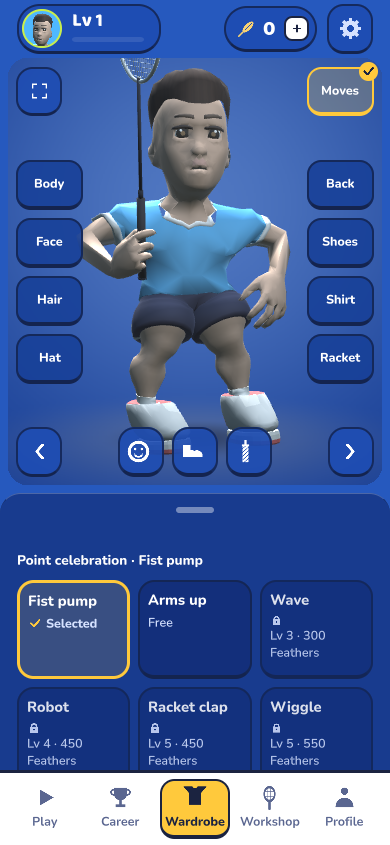 Lv 1
0
+
Moves
Body
Back
Face
Shoes
Hair
Shirt
Hat
Racket
Point celebration · Fist pump
Fist pump
Selected
Arms up
Free
Wave
Lv 3 · 300
Feathers
Robot
Lv 4 · 450
Feathers
Racket clap
Lv 5 · 450
Feathers
Wiggle
Lv 5 · 550
Feathers
Play
Career
Wardrobe
Workshop
Profile